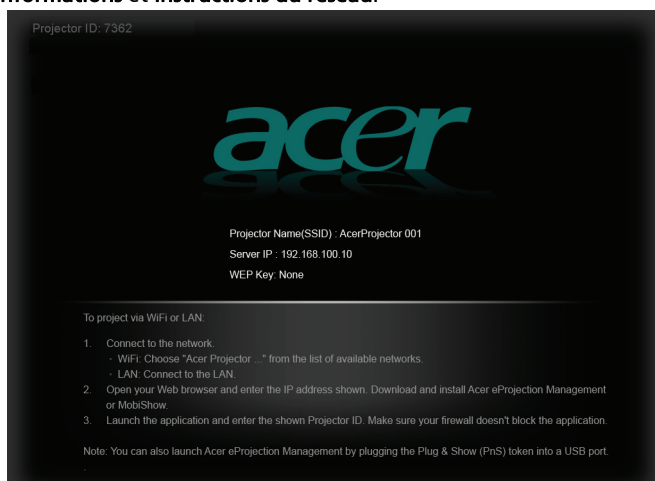 nformations et instructions du réseau.
Projector ID: 7362
acer
Projector Name(SSID) : AcerProjector 001
Server IP : 192.168.100.10
WEP Key: None
To project via WiFi or LAN:
1. Connect to the network.
- WiFi: Choose "Acer Projector ..." from the list of available networks.
- LAN: Connect to the LAN.
2. Open your Web browser and enter the IP address shown. Download and install Acer eProjection Management
or MobiShow.
3. Launch the application and enter the shown Projector ID. Make sure your firewall doesn't block the application.
Note: You can also launch Acer eProjection Management by plugging the Plug & Show (PnS) token into a USB port.
.